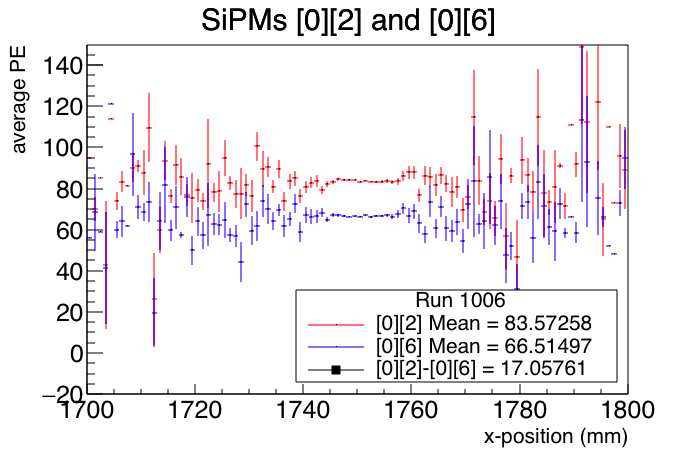 SiPMs [0][2] and [0][6]
average PE
140
120
100
80
60
40
20
0
−20
Run 1006
[0][2] Mean = 83.57258
[0][6] Mean = 66.51497
[0][2]-[0][6] = 17.05761
1700 1720 1740 1760 1780 1800
x-position (mm)